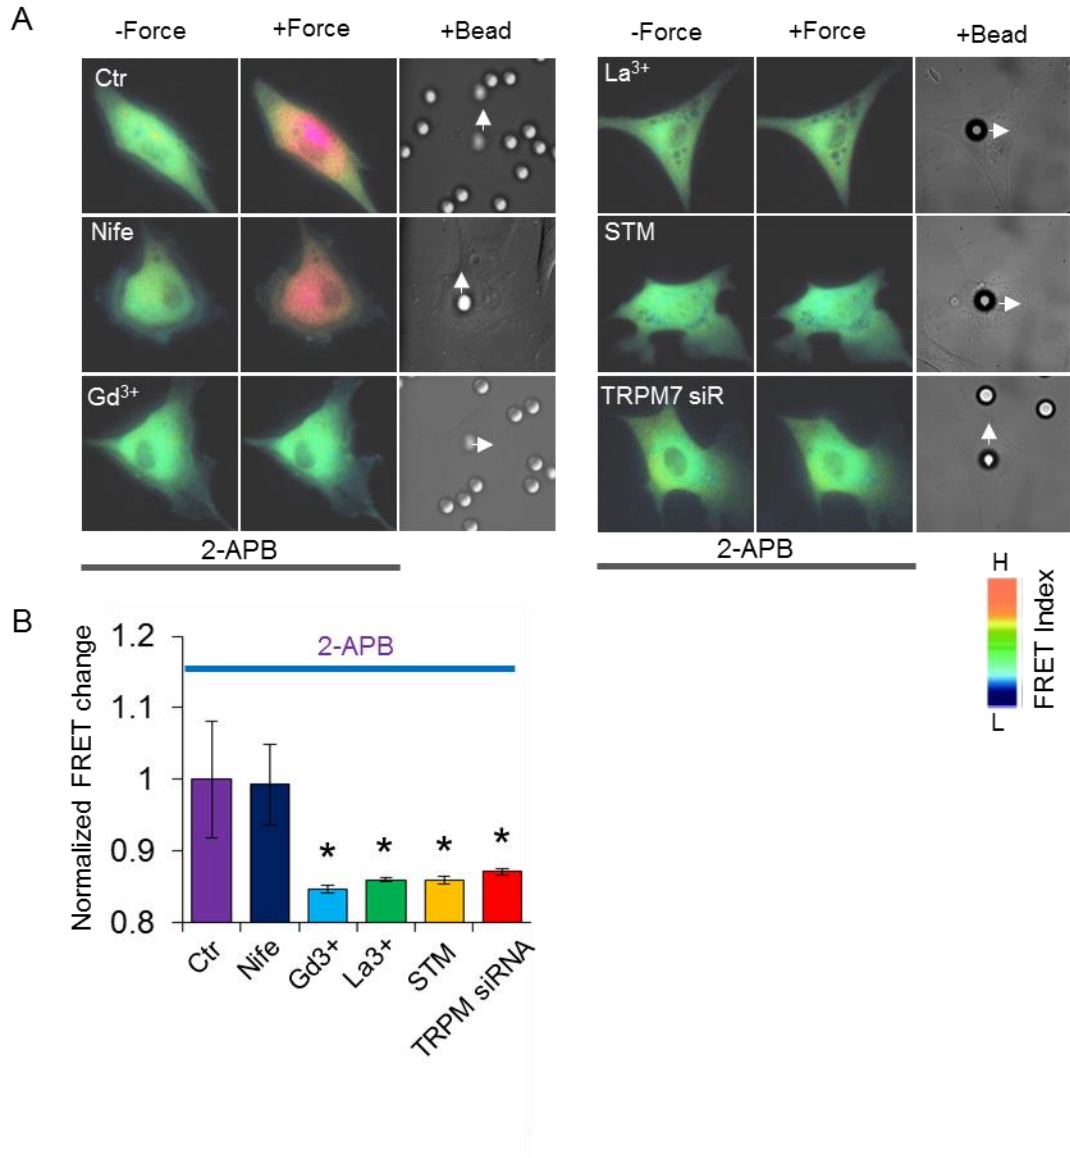 A
-Force +Force +Bead
Ctr
Nife
Gd3+
2-APB
-Force +Force +Bead
La3+
STM
TRPM7 siR
2-APB
H
FRET Index
L
B
Normalized FRET change
1.2
1.1
1
0.9
0.8
2-APB
* * * *
Ctr Nife Gd3+ La3+ STM TRPM siRNA